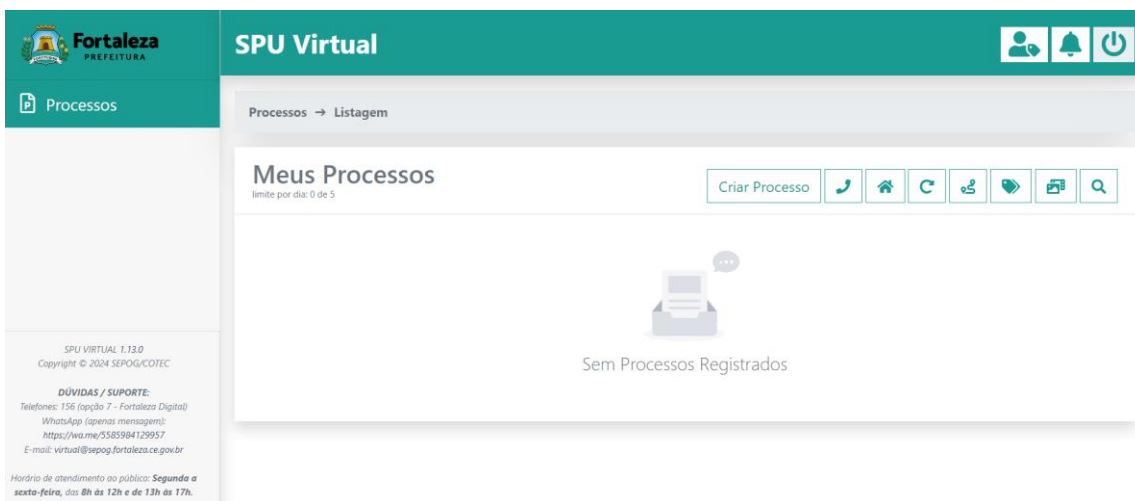 Fortaleza
PREFEITURA
SPU Virtual
Processos
Processos → Listagem
Meus Processos
limite por dia: 0 de 5
Criar Processo
Sem Processos Registrados
SPU VIRTUAL 1.13.0
Copyright © 2024 SEPOG/COTEC
DÚVIDAS / SUPORTE:
Telefones: 156 (opção 7 - Fortaleza Digital)
WhatsApp (apenas mensagem):
https://wa.me/5585984129957
E-mail: virtual@sepog.fortaleza.ce.gov.br
Horário de atendimento ao público: Segunda a
sexta-feira, das 8h às 12h e de 13h às 17h.